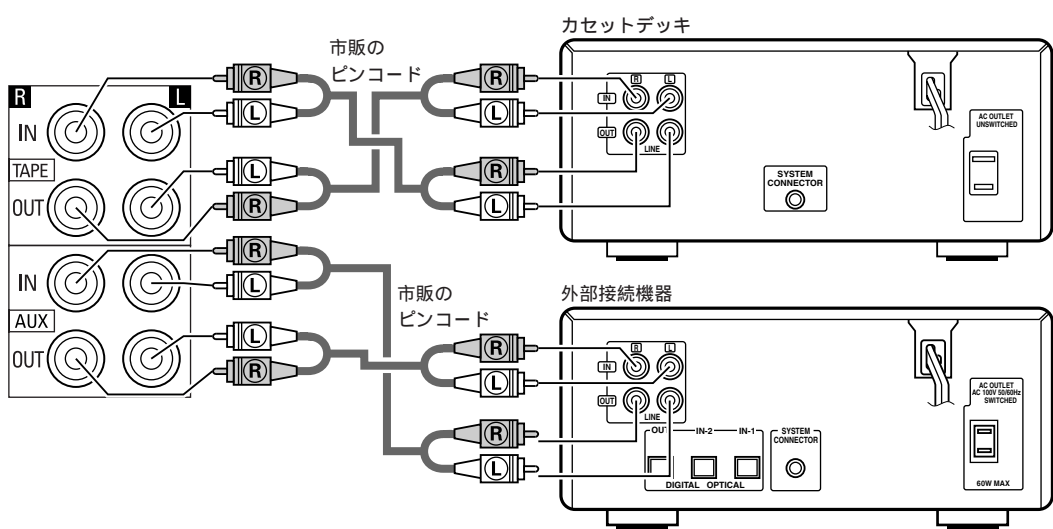 カセットデッキ
市販の
ピンコード
R L
IN
TAPE
OUT
IN
AUX
OUT
R
L
L
R
R
L
L
R
R
L
R
L
R L
IN
OUT
LINE
SYSTEM
CONNECTOR
AC OUTLET
UNSWITCHED
市販の
ピンコード
外部接続機器
R
L
R
L
R L
IN
OUT
LINE
OUT IN-2 IN-1
DIGITAL OPTICAL
SYSTEM
CONNECTOR
AC OUTLET
AC 100V 50/60Hz
SWITCHED
60W MAX